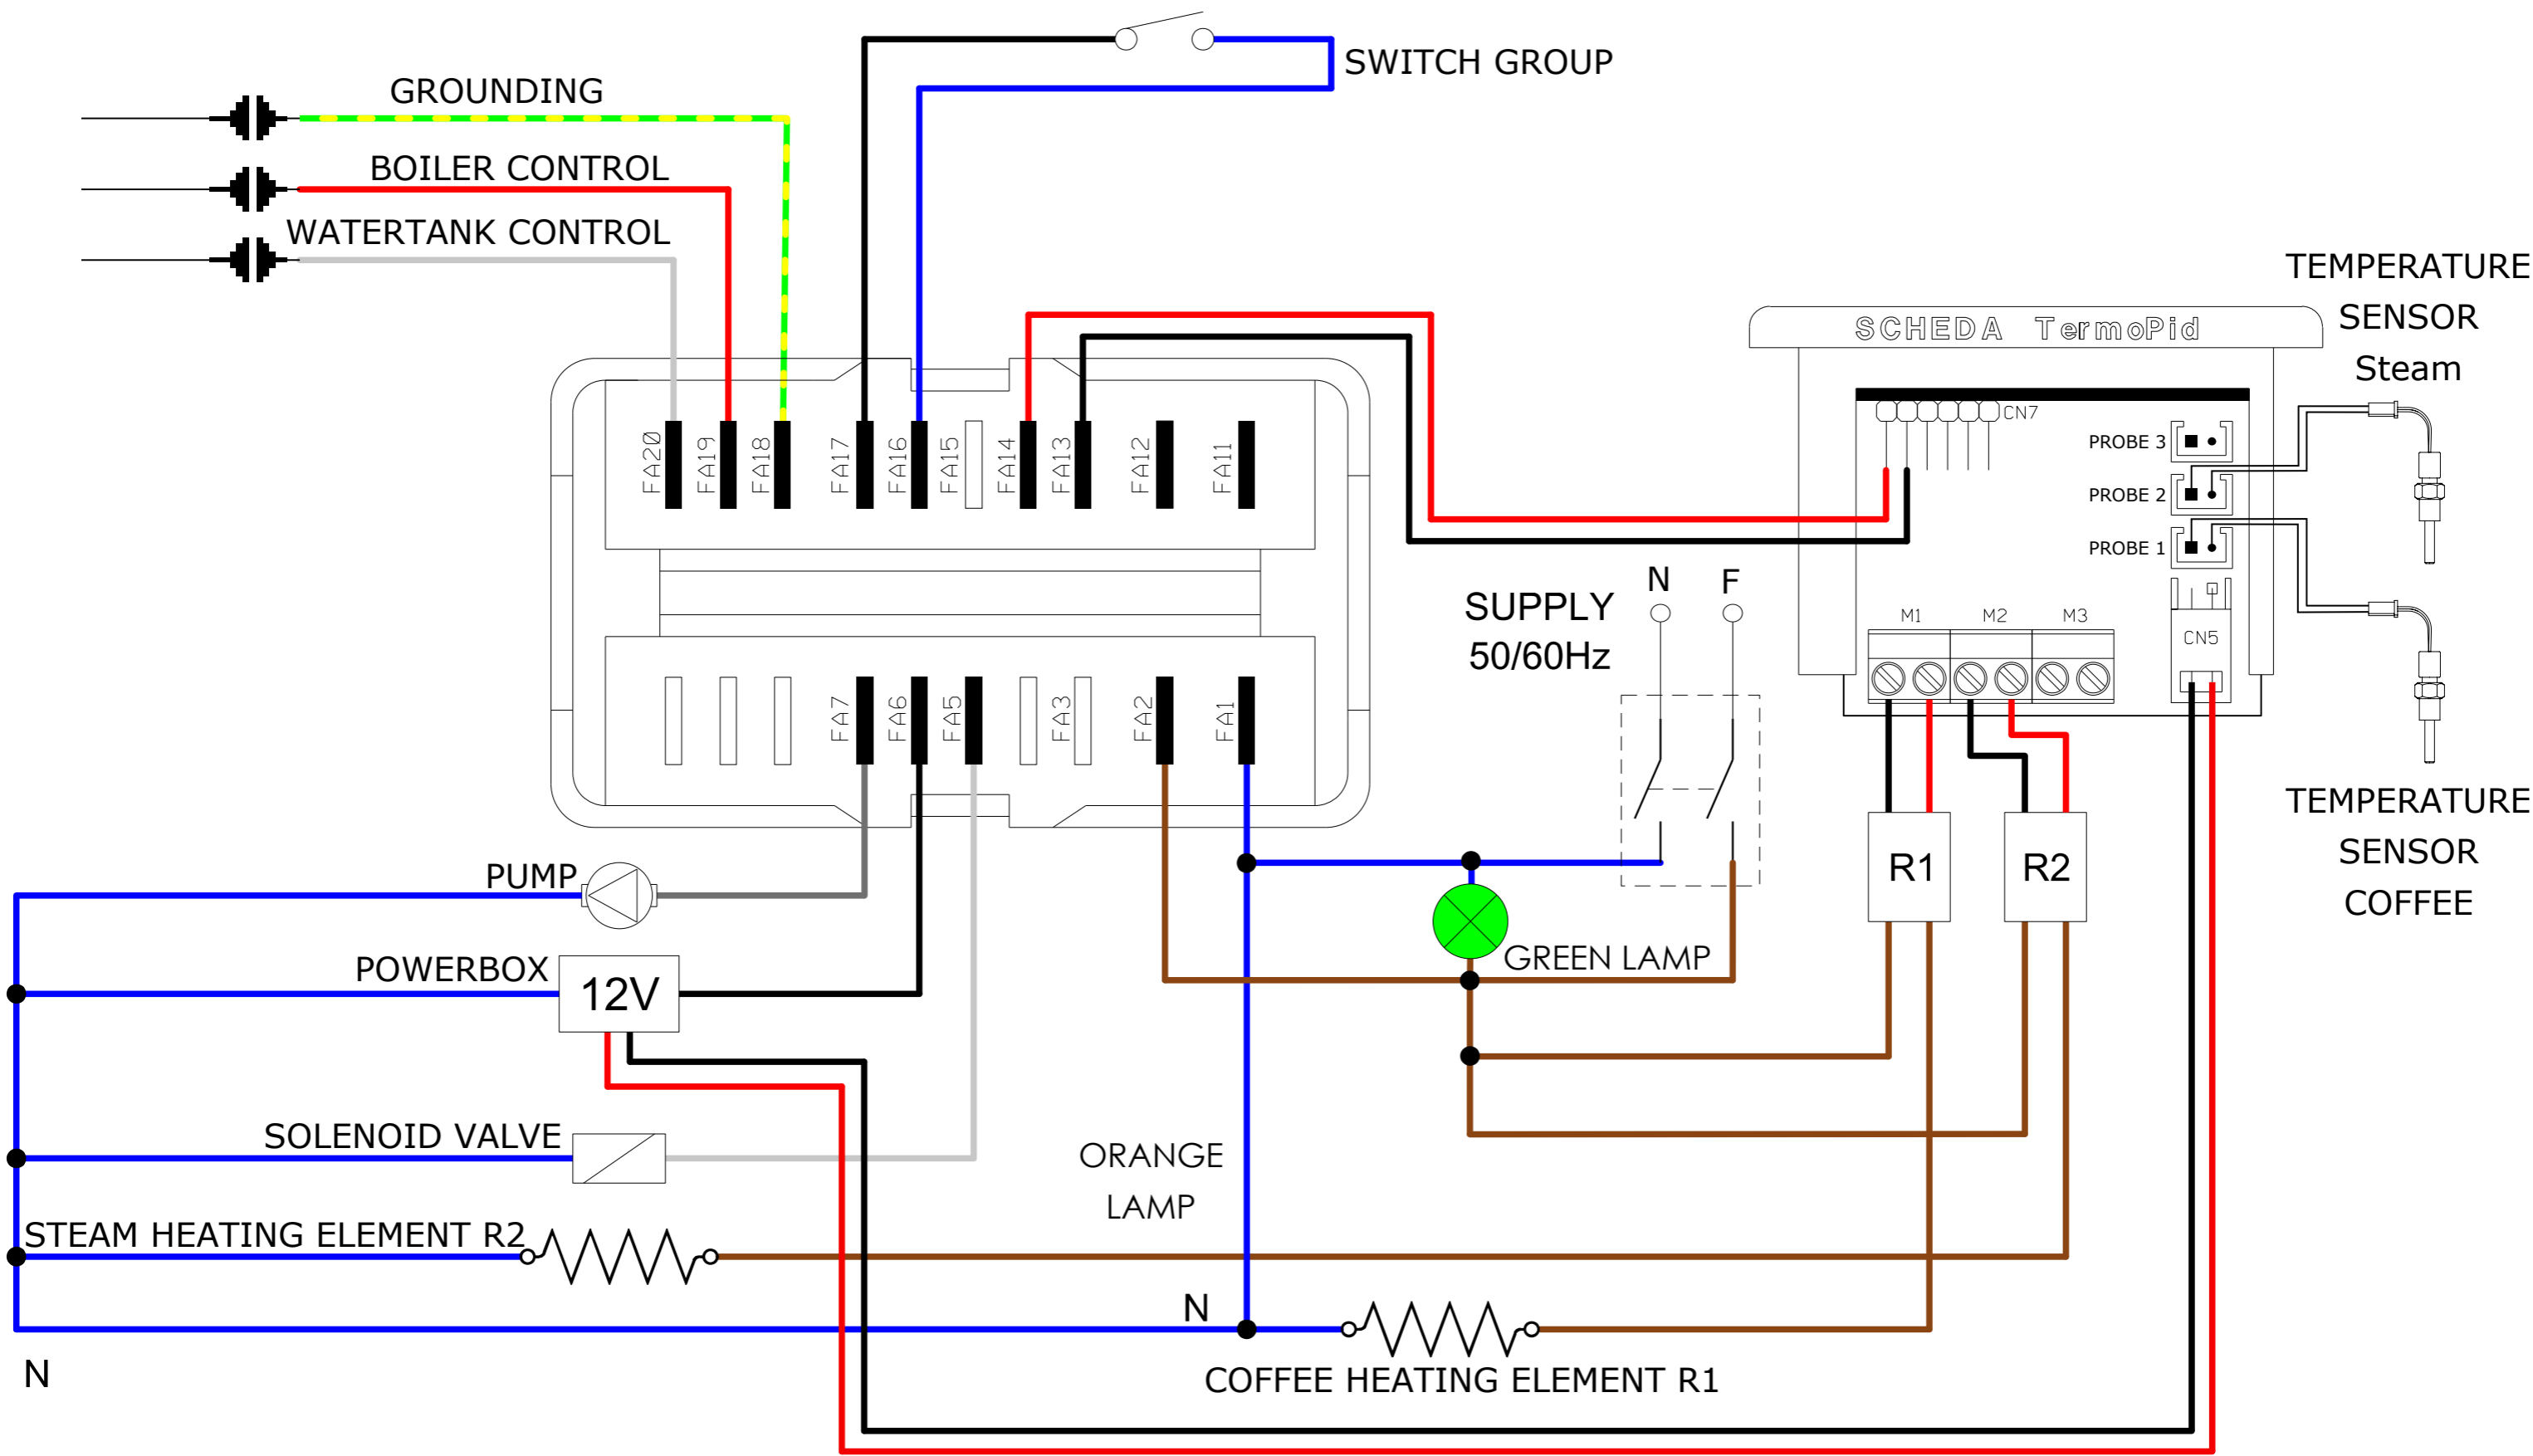 SWITCH GROUP
GROUNDING
BOILER CONTROL
WATERTANK CONTROL
TEMPERATURE
SENSOR
Steam
SCHEDA TermoPid
CN7
PROBE 3
PROBE 2
PROBE 1
FA20
FA19
FA18
FA17
FA16
FA15
FA14
FA13
FA12
FA11
N
F
SUPPLY
50/60Hz
M1
M2
M3
CN5
FA7
FA6
FA5
FA3
FA2
FA1
TEMPERATURE
SENSOR
COFFEE
R1
R2
PUMP
GREEN LAMP
POWERBOX
12V
SOLENOID VALVE
ORANGE
LAMP
STEAM HEATING ELEMENT R2
N
N
COFFEE HEATING ELEMENT R1